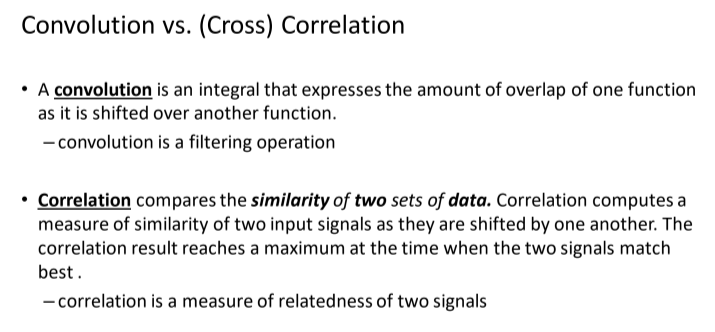 Convolution vs. (Cross) Correlation
• A convolution is an integral that expresses the amount of overlap of one function
as it is shifted over another function.
– convolution is a filtering operation
• Correlation compares the similarity of two sets of data. Correlation computes a
measure of similarity of two input signals as they are shifted by one another. The
correlation result reaches a maximum at the time when the two signals match
best .
– correlation is a measure of relatedness of two signals